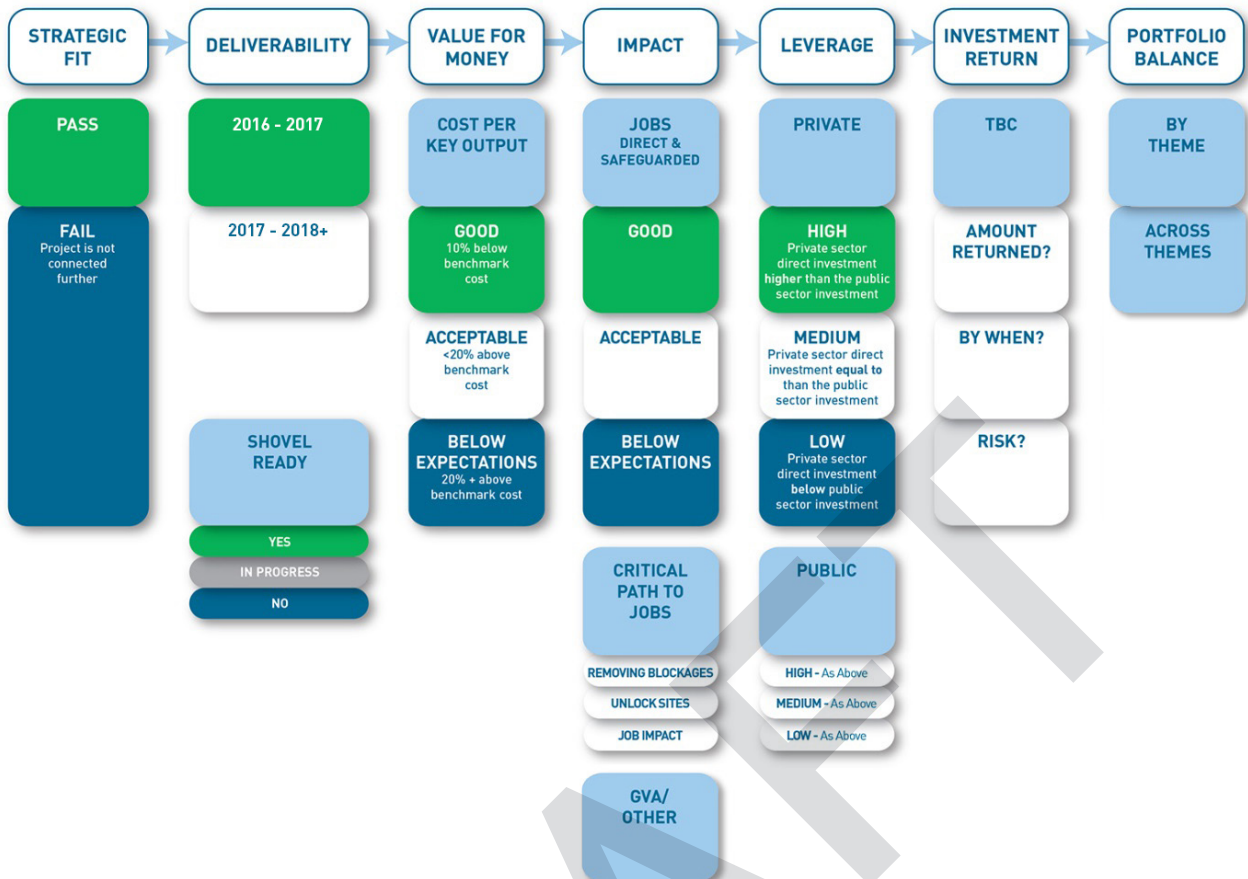 STRATEGIC
FIT
DELIVERABILITY
VALUE FOR
MONEY
IMPACT
LEVERAGE
INVESTMENT
RETURN
PORTFOLIO
BALANCE
PASS
FAIL
Project is not
connected
further
2016 - 2017
2017 - 2018+
SHOVEL
READY
YES
IN PROGRESS
NO
COST PER
KEY OUTPUT
GOOD
10% below
benchmark
cost
ACCEPTABLE
<20% above
benchmark
cost
BELOW
EXPECTATIONS
20% + above
benchmark cost
JOBS
DIRECT &
SAFEGUARDED
GOOD
ACCEPTABLE
BELOW
EXPECTATIONS
CRITICAL
PATH TO
JOBS
REMOVING BLOCKAGES
UNLOCK SITES
JOB IMPACT
GVA/
OTHER
PRIVATE
HIGH
Private sector
direct investment
higher than the public
sector investment
MEDIUM
Private sector direct
investment equal to
than the public
sector investment
LOW
Private sector
direct investment
below public
sector investment
PUBLIC
HIGH - As Above
MEDIUM - As Above
LOW - As Above
TBC
AMOUNT
RETURNED?
BY WHEN?
RISK?
BY
THEME
ACROSS
THEMES